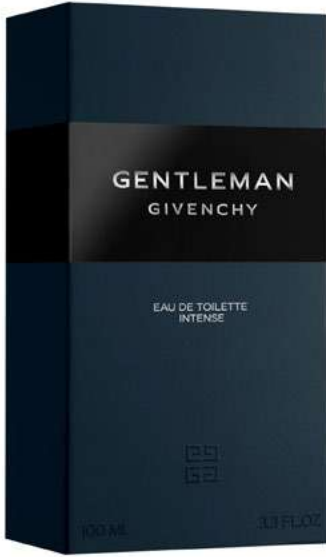 GENTLEMAN
GIVENCHY
EAU DE TOILETTE
INTENSE
100 ML 3.3 FL.OZ